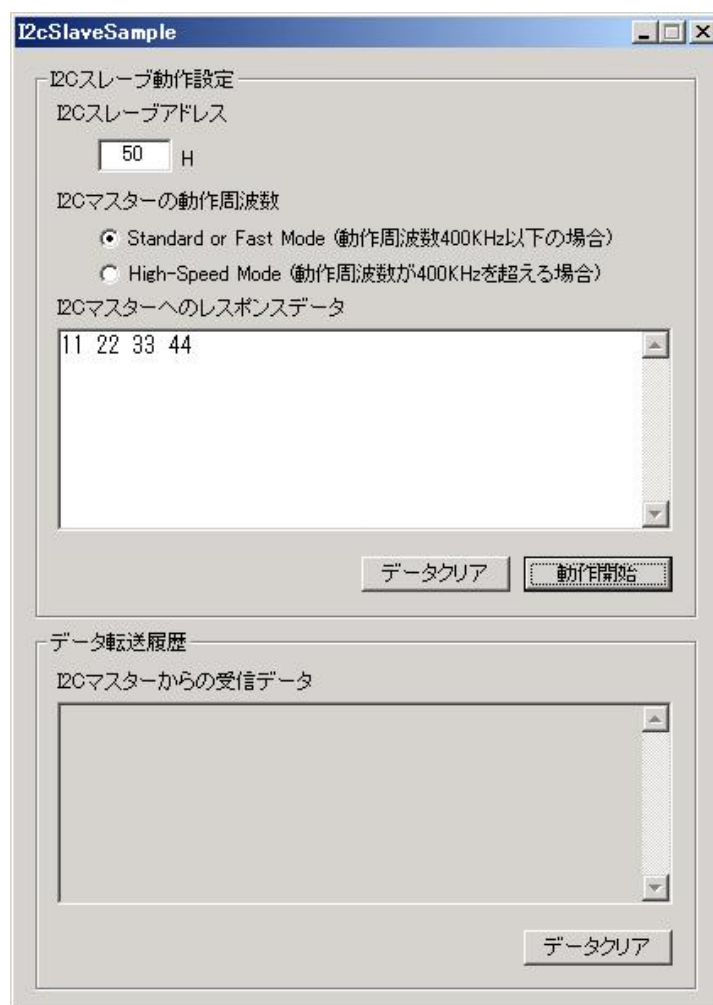 I2cSlaveSample
I2Cスレーブ動作設定
I2Cスレーブアドレス
50 H
I2Cマスターの動作周波数
Standard or Fast Mode (動作周波数400KHz以下の場合)
High-Speed Mode (動作周波数が400KHzを超える場合)
I2Cマスターへのレスポンスデータ
11 22 33 44
データクリア 動作開始
データ転送履歴
I2Cマスターからの受信データ
データクリア